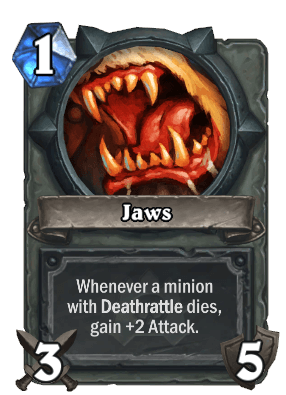 1
Jaws
Whenever a minion
with Deathrattle dies,
gain +2 Attack.
3
5